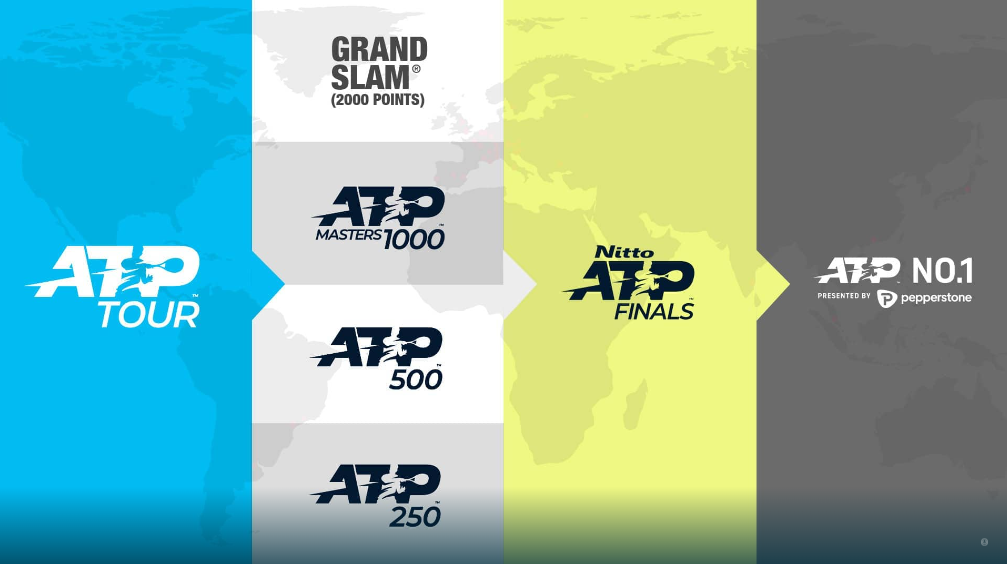 ATP
TOUR
GRAND
SLAM®
(2000 POINTS)
ATP
MASTERS 1000
ATP
500
ATP
250
Nitto
ATP
FINALS
ATP NO.1
PRESENTED BY pepperstone